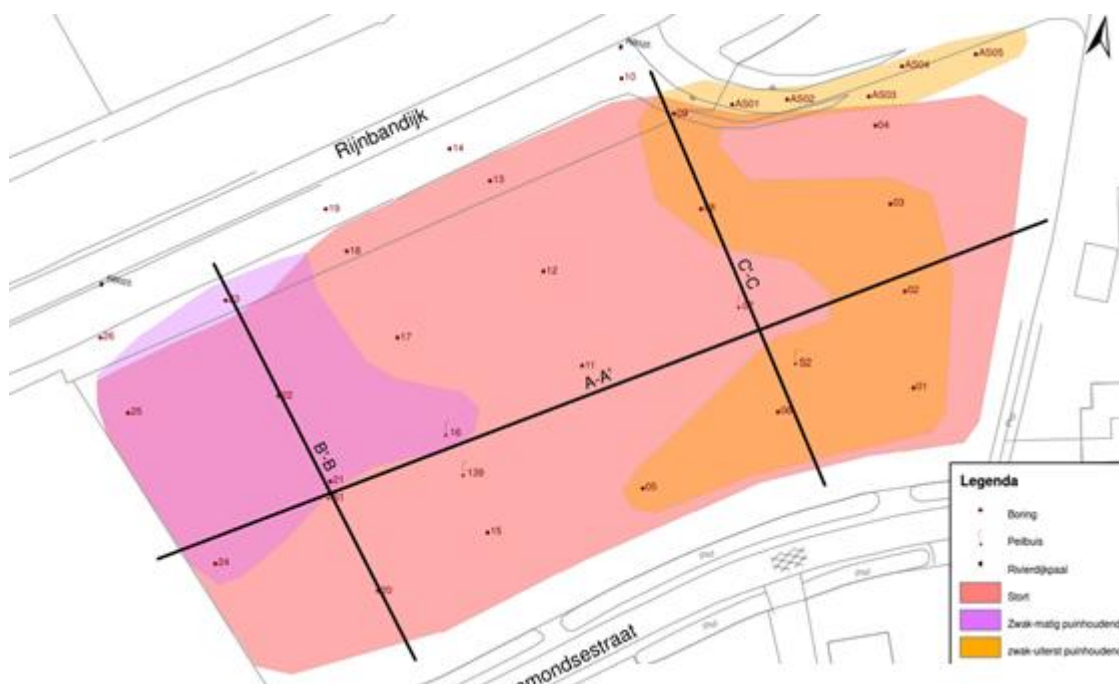 Rijnbandijk
10
AS01
AS02
AS03
AS04
AS05
09
04
14
13
19
18
03
12
C'-C
02
26
17
11
A-A'
S2
01
25
16
B'-B
139
21
05
15
24
20
mondsestraat
Legenda
Boring
Peilbuis
Rivierdijkpaal
Stort
Zwak-matig puinhoudend
zwak-uiterst puinhoudend